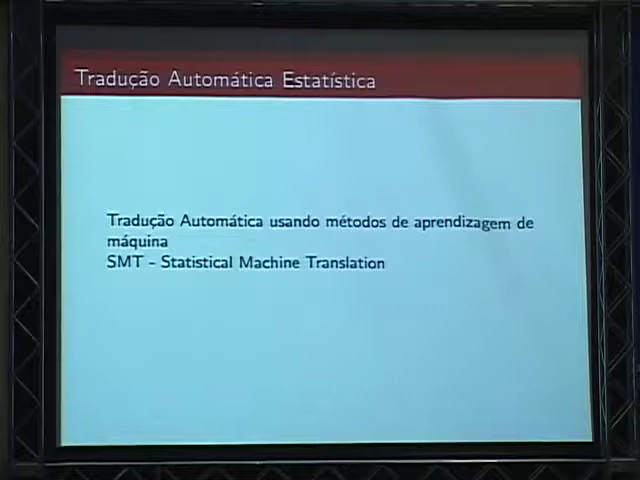 Tradução Automática Estatística
Tradução Automática usando métodos de aprendizagem de
máquina
SMT - Statistical Machine Translation